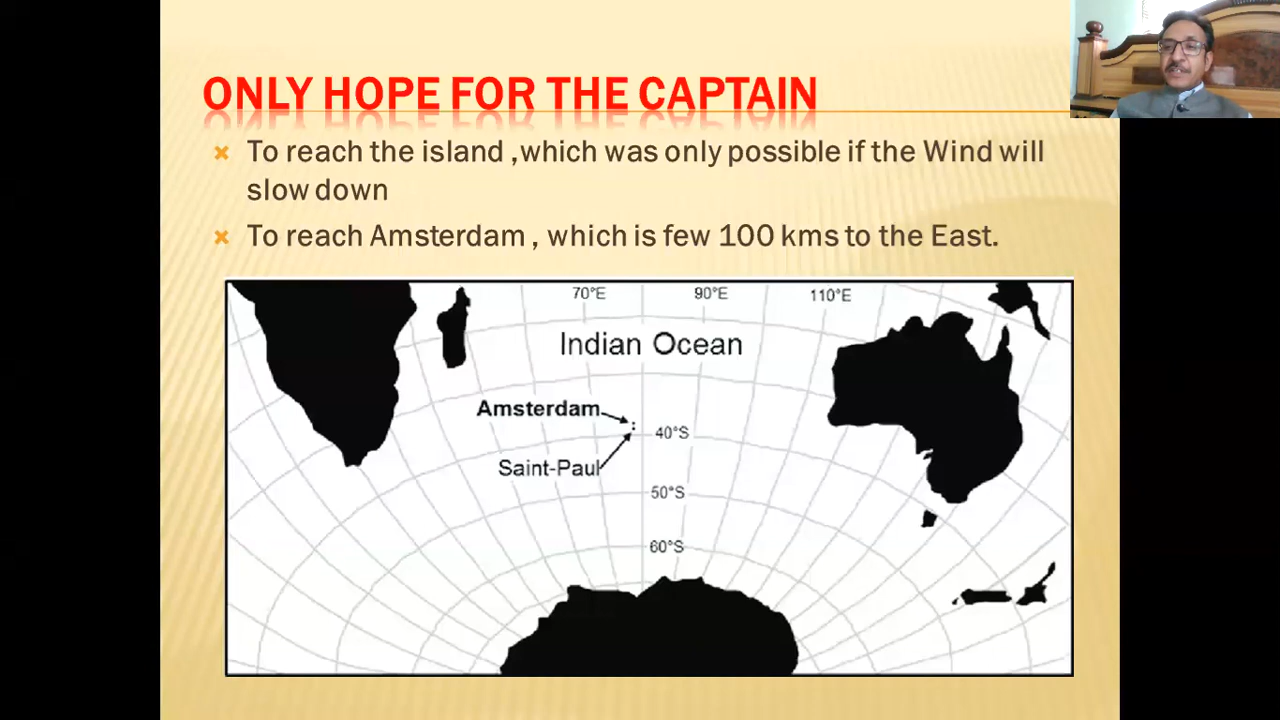 ONLY HOPE FOR THE CAPTAIN
To reach the island ,which was only possible if the Wind will
slow down
To reach Amsterdam , which is few 100 kms to the East.
70°E 90°E 110°E
Indian Ocean
Amsterdam
40°S
Saint-Paul
50°S
60°S